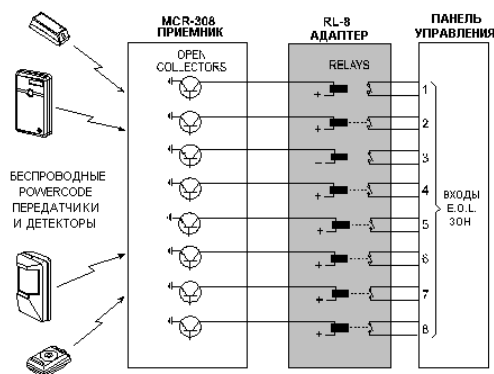 MCR-308
ПРИЕМНИК
RL-8
АДАПТЕР
ПАНЕЛЬ
УПРАВЛЕНИЯ
OPEN
COLLECTORS
RELAYS
+
+
–
+
+
+
+
+
1
2
3
4
5
6
7
8
БЕСПРОВОДНЫЕ
POWERCODE
ПЕРЕДАТЧИКИ
И ДЕТЕКТОРЫ
ВХОДЫ
E.O.L.
ЗОН